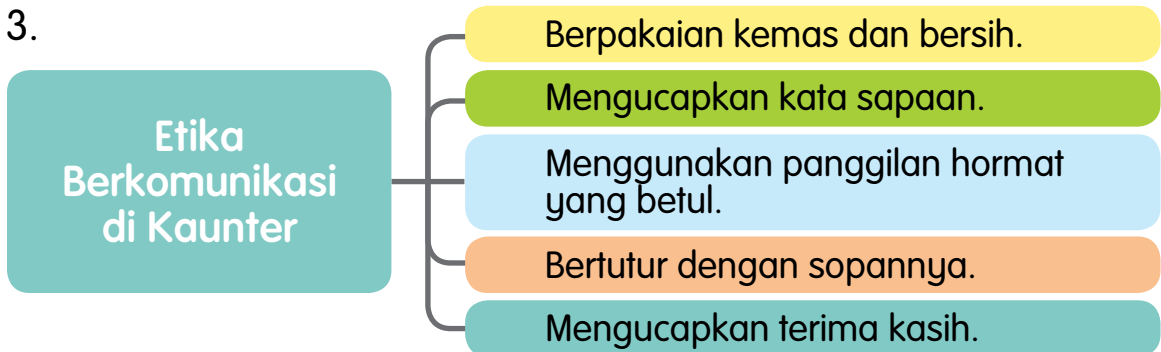 3.
Etika
Berkomunikasi
di Kaunter
Berpakaian kemas dan bersih.
Mengucapkan kata sapaan.
Menggunakan panggilan hormat
yang betul.
Bertutur dengan sopannya.
Mengucapkan terima kasih.